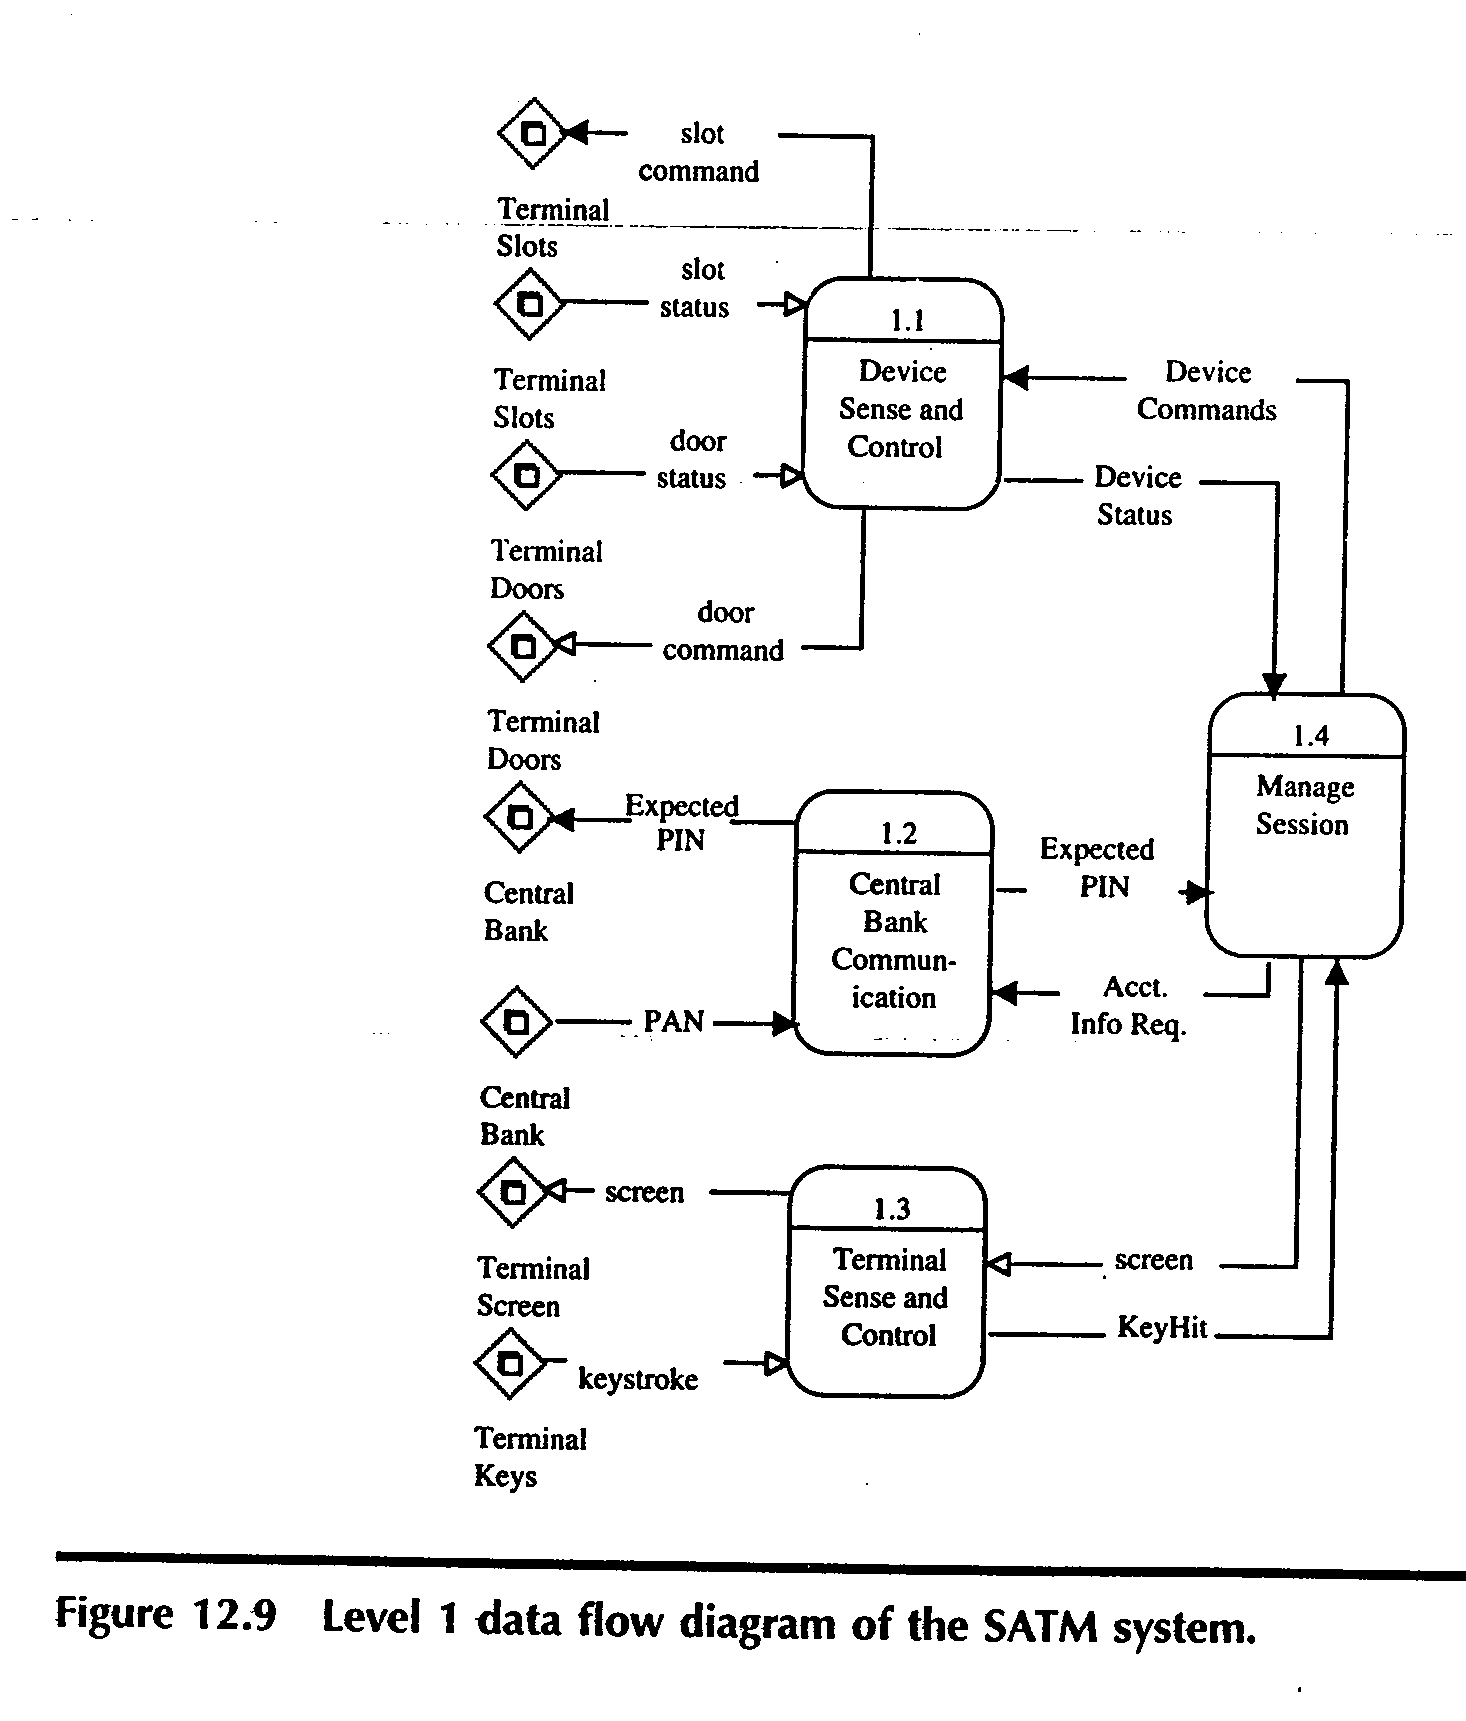 slot
command
Terminal
Slots
slot
status
1.1
Device
Sense and
Control
Terminal
Slots
Device
Commands
door
status
Device
Status
Terminal
Doors
door
command
Terminal
Doors
1.4
Manage
Session
Expected
PIN
1.2
Central
Bank
Commun-
ication
Expected
PIN
Central
Bank
PAN
Acct.
Info Req.
Central
Bank
screen
1.3
Terminal
Sense and
Control
Terminal
Screen
screen
KeyHit
keystroke
Terminal
Keys
Figure 12.9 Level 1 data flow diagram of the SATM system.